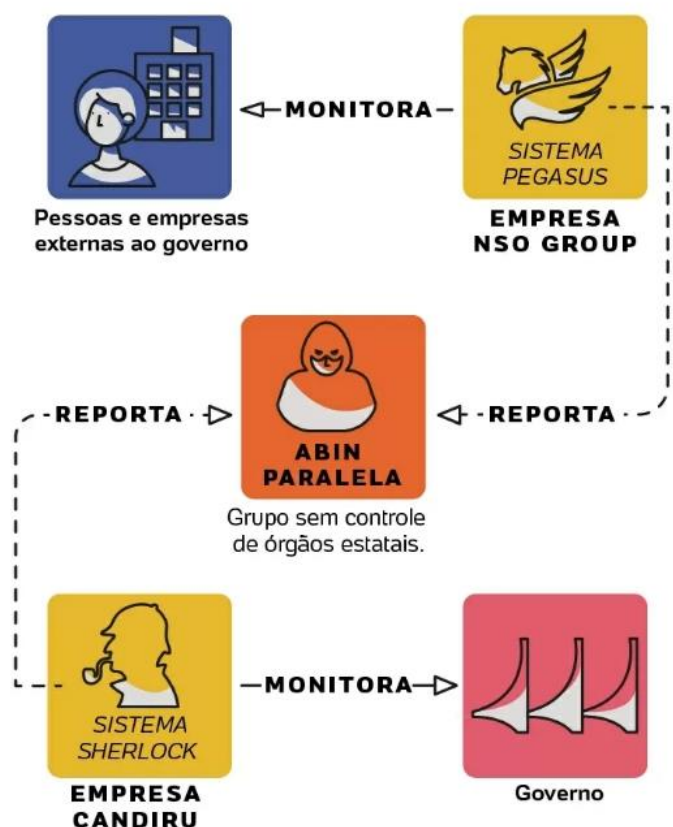 MONITORA
SISTEMA
PEGASUS
Pessoas e empresas
externas ao governo
EMPRESA
NSO GROUP
REPORTA
REPORTA
ABIN
PARALELA
Grupo sem controle
de órgãos estatais.
MONITORA
SISTEMA
SHERLOCK
EMPRESA
CANDIRU
Governo